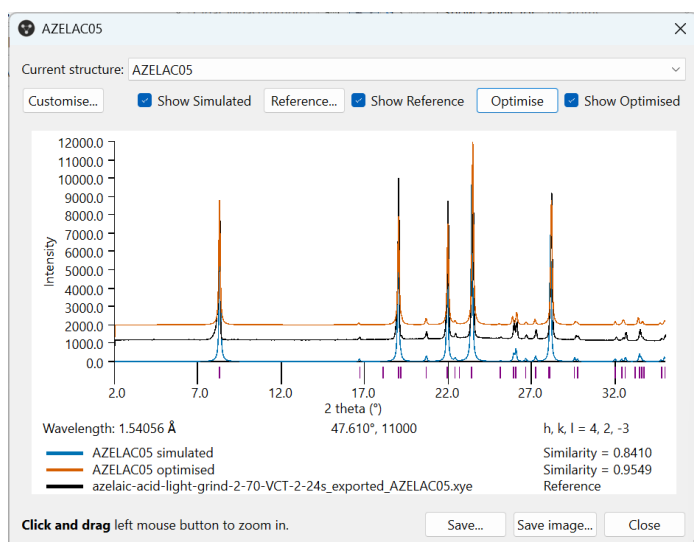 AZELAC05
Current structure: AZELAC05
Customise... Show Simulated Reference... Show Reference Optimise Show Optimised
12000.0
11000.0
10000.0
9000.0
8000.0
7000.0
6000.0
5000.0
4000.0
3000.0
2000.0
1000.0
0.0
Intensity
2.0 7.0 12.0 17.0 22.0 27.0 32.0
2 theta (°)
Wavelength: 1.54056 Å 47.610°, 11000 h, k, l = 4, 2, -3
AZELAC05 simulated Similarity = 0.8410
AZELAC05 optimised Similarity = 0.9549
azelaic-acid-light-grind-2-70-VCT-2-24s_exported_AZELAC05.xye Reference
Click and drag left mouse button to zoom in. Save... Save image... Close